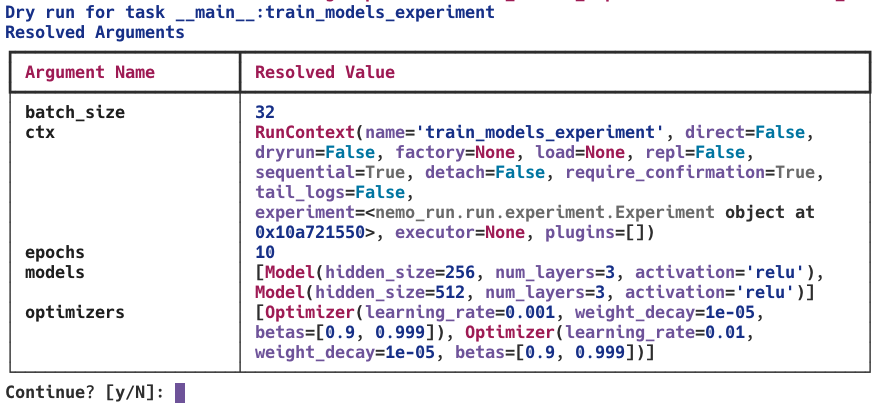 Dry run for task __main__:train_models_experiment
Resolved Arguments
Argument Name Resolved Value
batch_size 32
ctx RunContext(name='train_models_experiment', direct=False,
dryrun=False, factory=None, load=None, repl=False,
sequential=True, detach=False, require_confirmation=True,
tail_logs=False,
experiment=<nemo_run.run.experiment.Experiment object at
0x10a721550>, executor=None, plugins=[])
epochs 10
models [Model(hidden_size=256, num_layers=3, activation='relu'),
Model(hidden_size=512, num_layers=3, activation='relu')]
optimizers [Optimizer(learning_rate=0.001, weight_decay=1e-05,
betas=[0.9, 0.999]), Optimizer(learning_rate=0.01,
weight_decay=1e-05, betas=[0.9, 0.999])]
Continue? [y/N]: